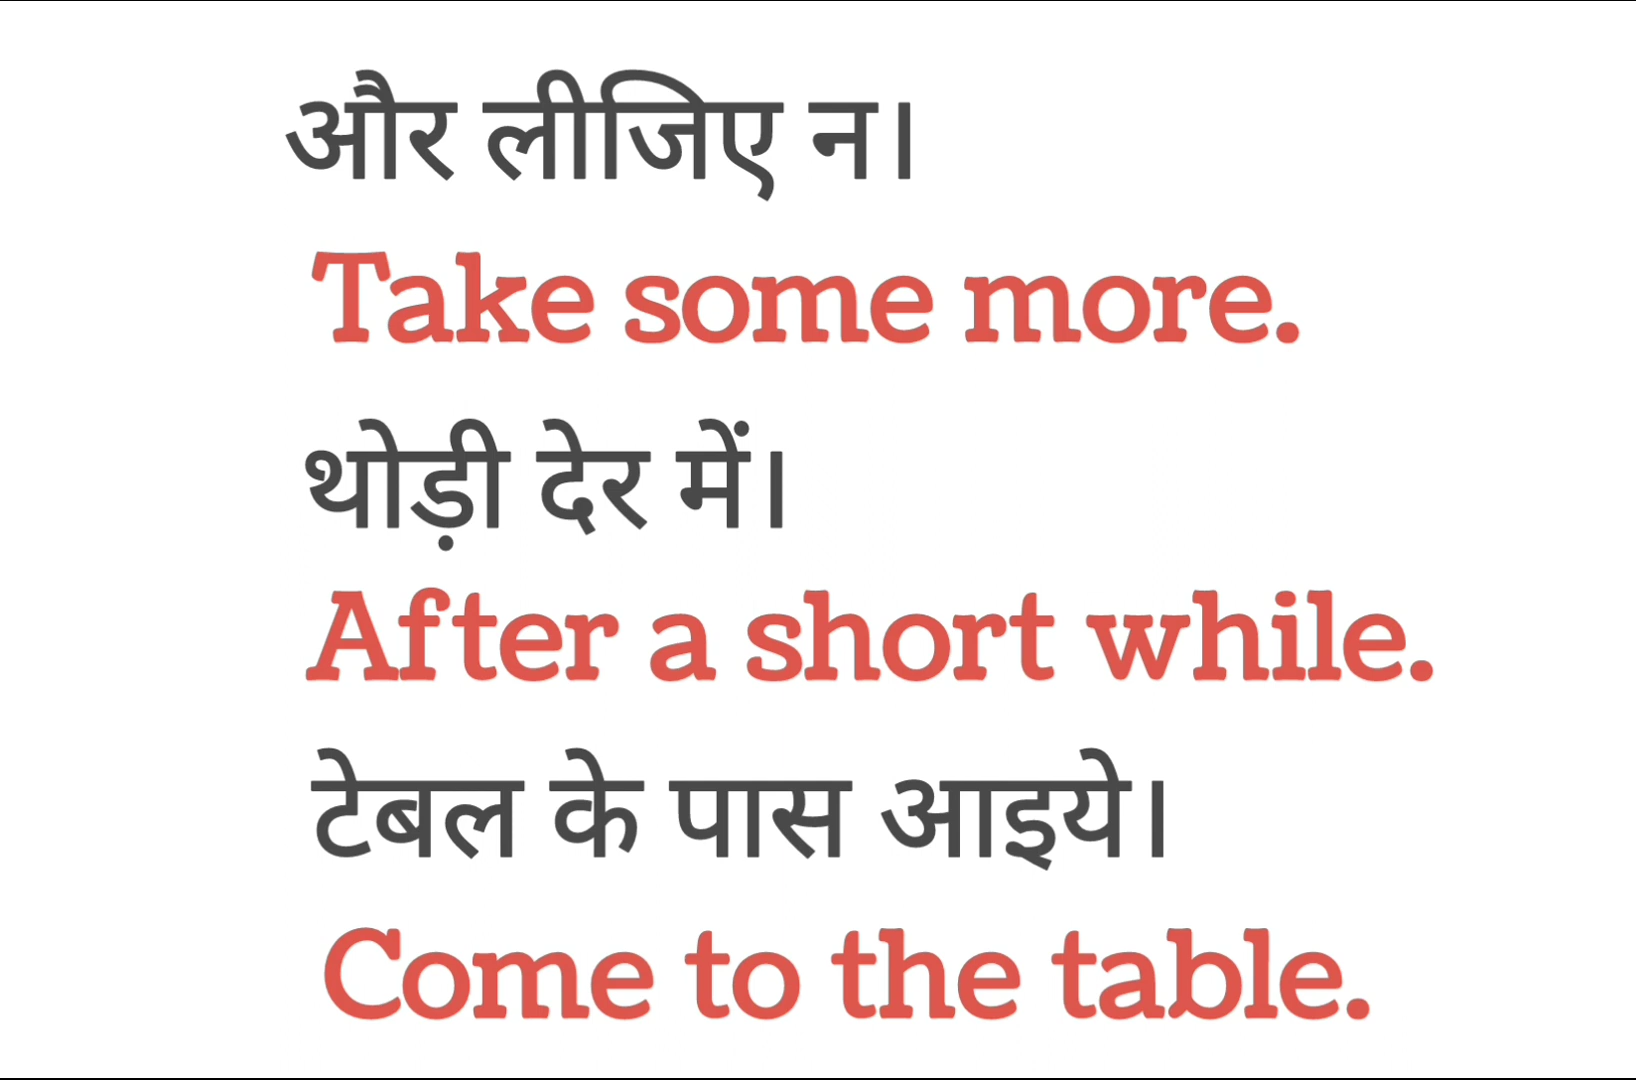 और लीजिए न।
Take some more.
थोड़ी देर में।
After a short while.
टेबल के पास आइये।
Come to the table.